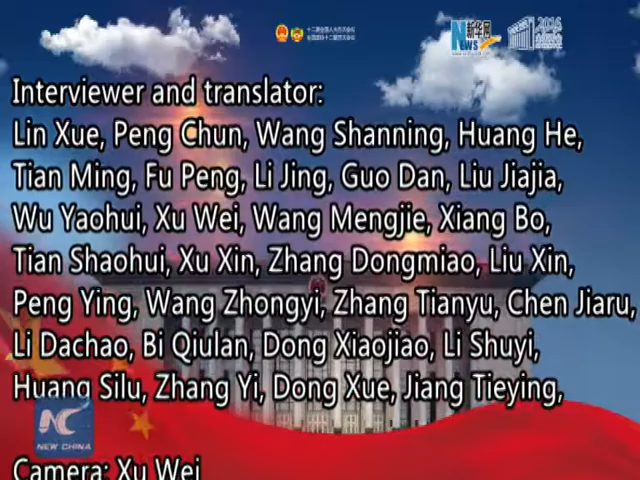 新华网
NEWS
2016
Interviewer and translator:
Lin Xue, Peng Chun, Wang Shanning, Huang He,
Tian Ming, Fu Peng, Li Jing, Guo Dan, Liu Jiajia,
Wu Yaohui, Xu Wei, Wang Mengjie, Xiang Bo,
Tian Shaohui, Xu Xin, Zhang Dongmiao, Liu Xin,
Peng Ying, Wang Zhongyi, Zhang Tianyu, Chen Jiaru,
Li Dachao, Bi Qiulan, Dong Xiaojiao, Li Shuyi,
Huang Silu, Zhang Yi, Dong Xue, Jiang Tieying,
NEW CHINA
Camera: Xu Wei